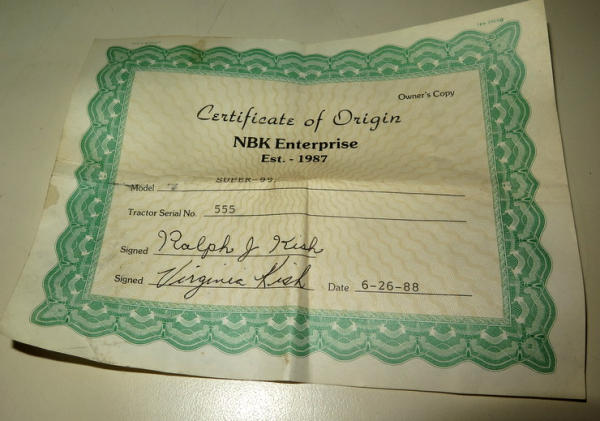 Owner's Copy
Certificate of Origin
NBK Enterprise
Est. - 1987
Model SUPER-99
Tractor Serial No. 555
Signed Ralph J Kish
Signed Virginia Kish Date 6-26-88